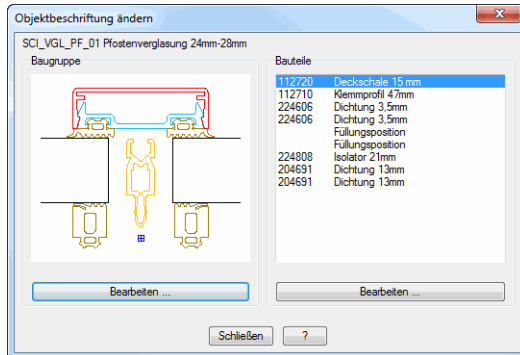 Objektbeschriftung ändern
SCI_VGL_PF_01 Pfostenverglasung 24mm-28mm
Baugruppe
Bauteile
112720 Deckschale 15 mm
112710 Klemmprofil 47mm
224606 Dichtung 3,5mm
224606 Dichtung 3,5mm
Füllungsposition
Füllungsposition
224808 Isolator 21mm
204691 Dichtung 13mm
204691 Dichtung 13mm
Bearbeiten ...
Bearbeiten ...
Schließen
?